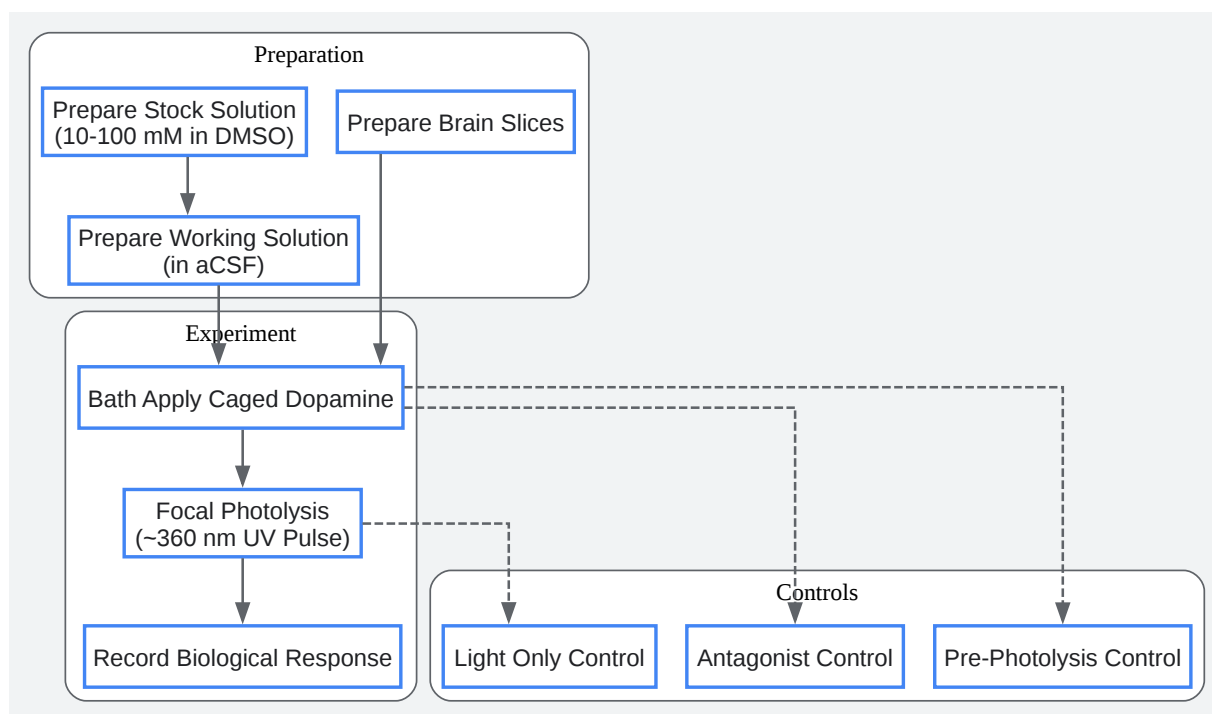 Preparation
Prepare Stock Solution
(10-100 mM in DMSO)
Prepare Brain Slices
Prepare Working Solution
(in aCSF)
Experiment
Bath Apply Caged Dopamine
Focal Photolysis
(~360 nm UV Pulse)
Record Biological Response
Controls
Light Only Control
Antagonist Control
Pre-Photolysis Control